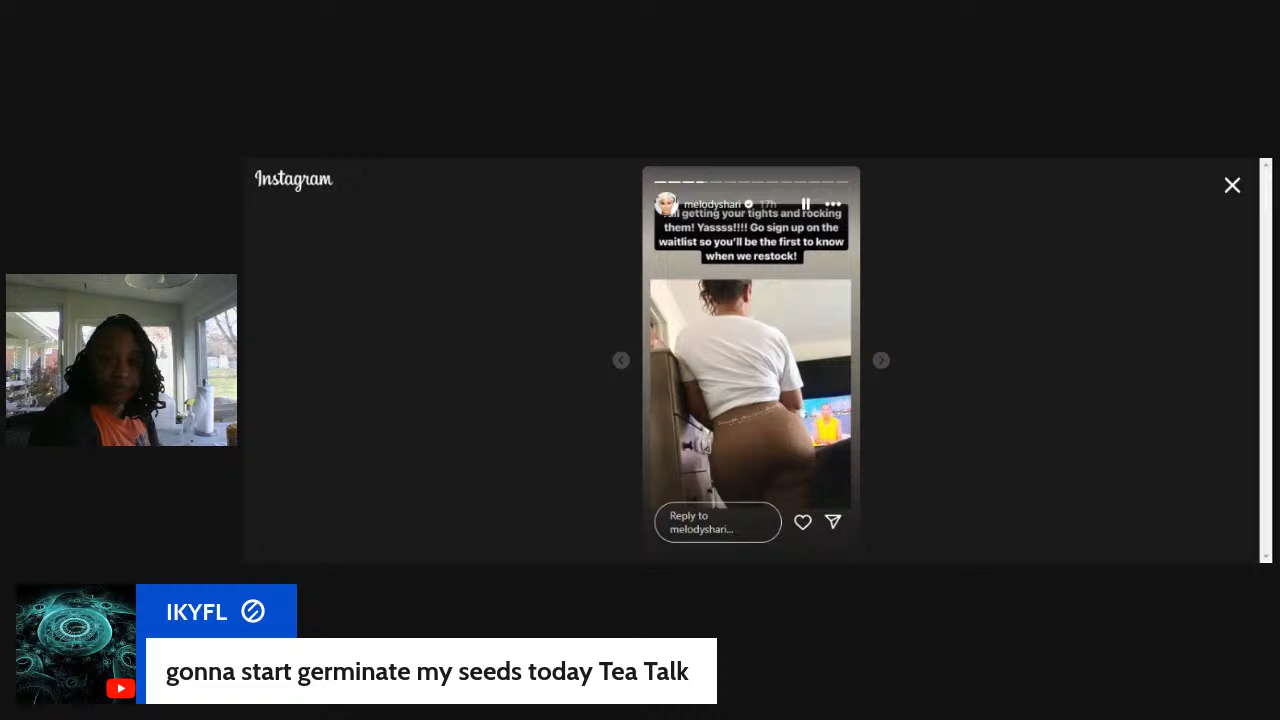 Instagram
melodyshari 17h
getting your tights and rocking
them! Yassss!!!! Go sign up on the
waitlist so you'll be the first to know
when we restock!
Reply to
melodyshari...
IKYFL
gonna start germinate my seeds today Tea Talk